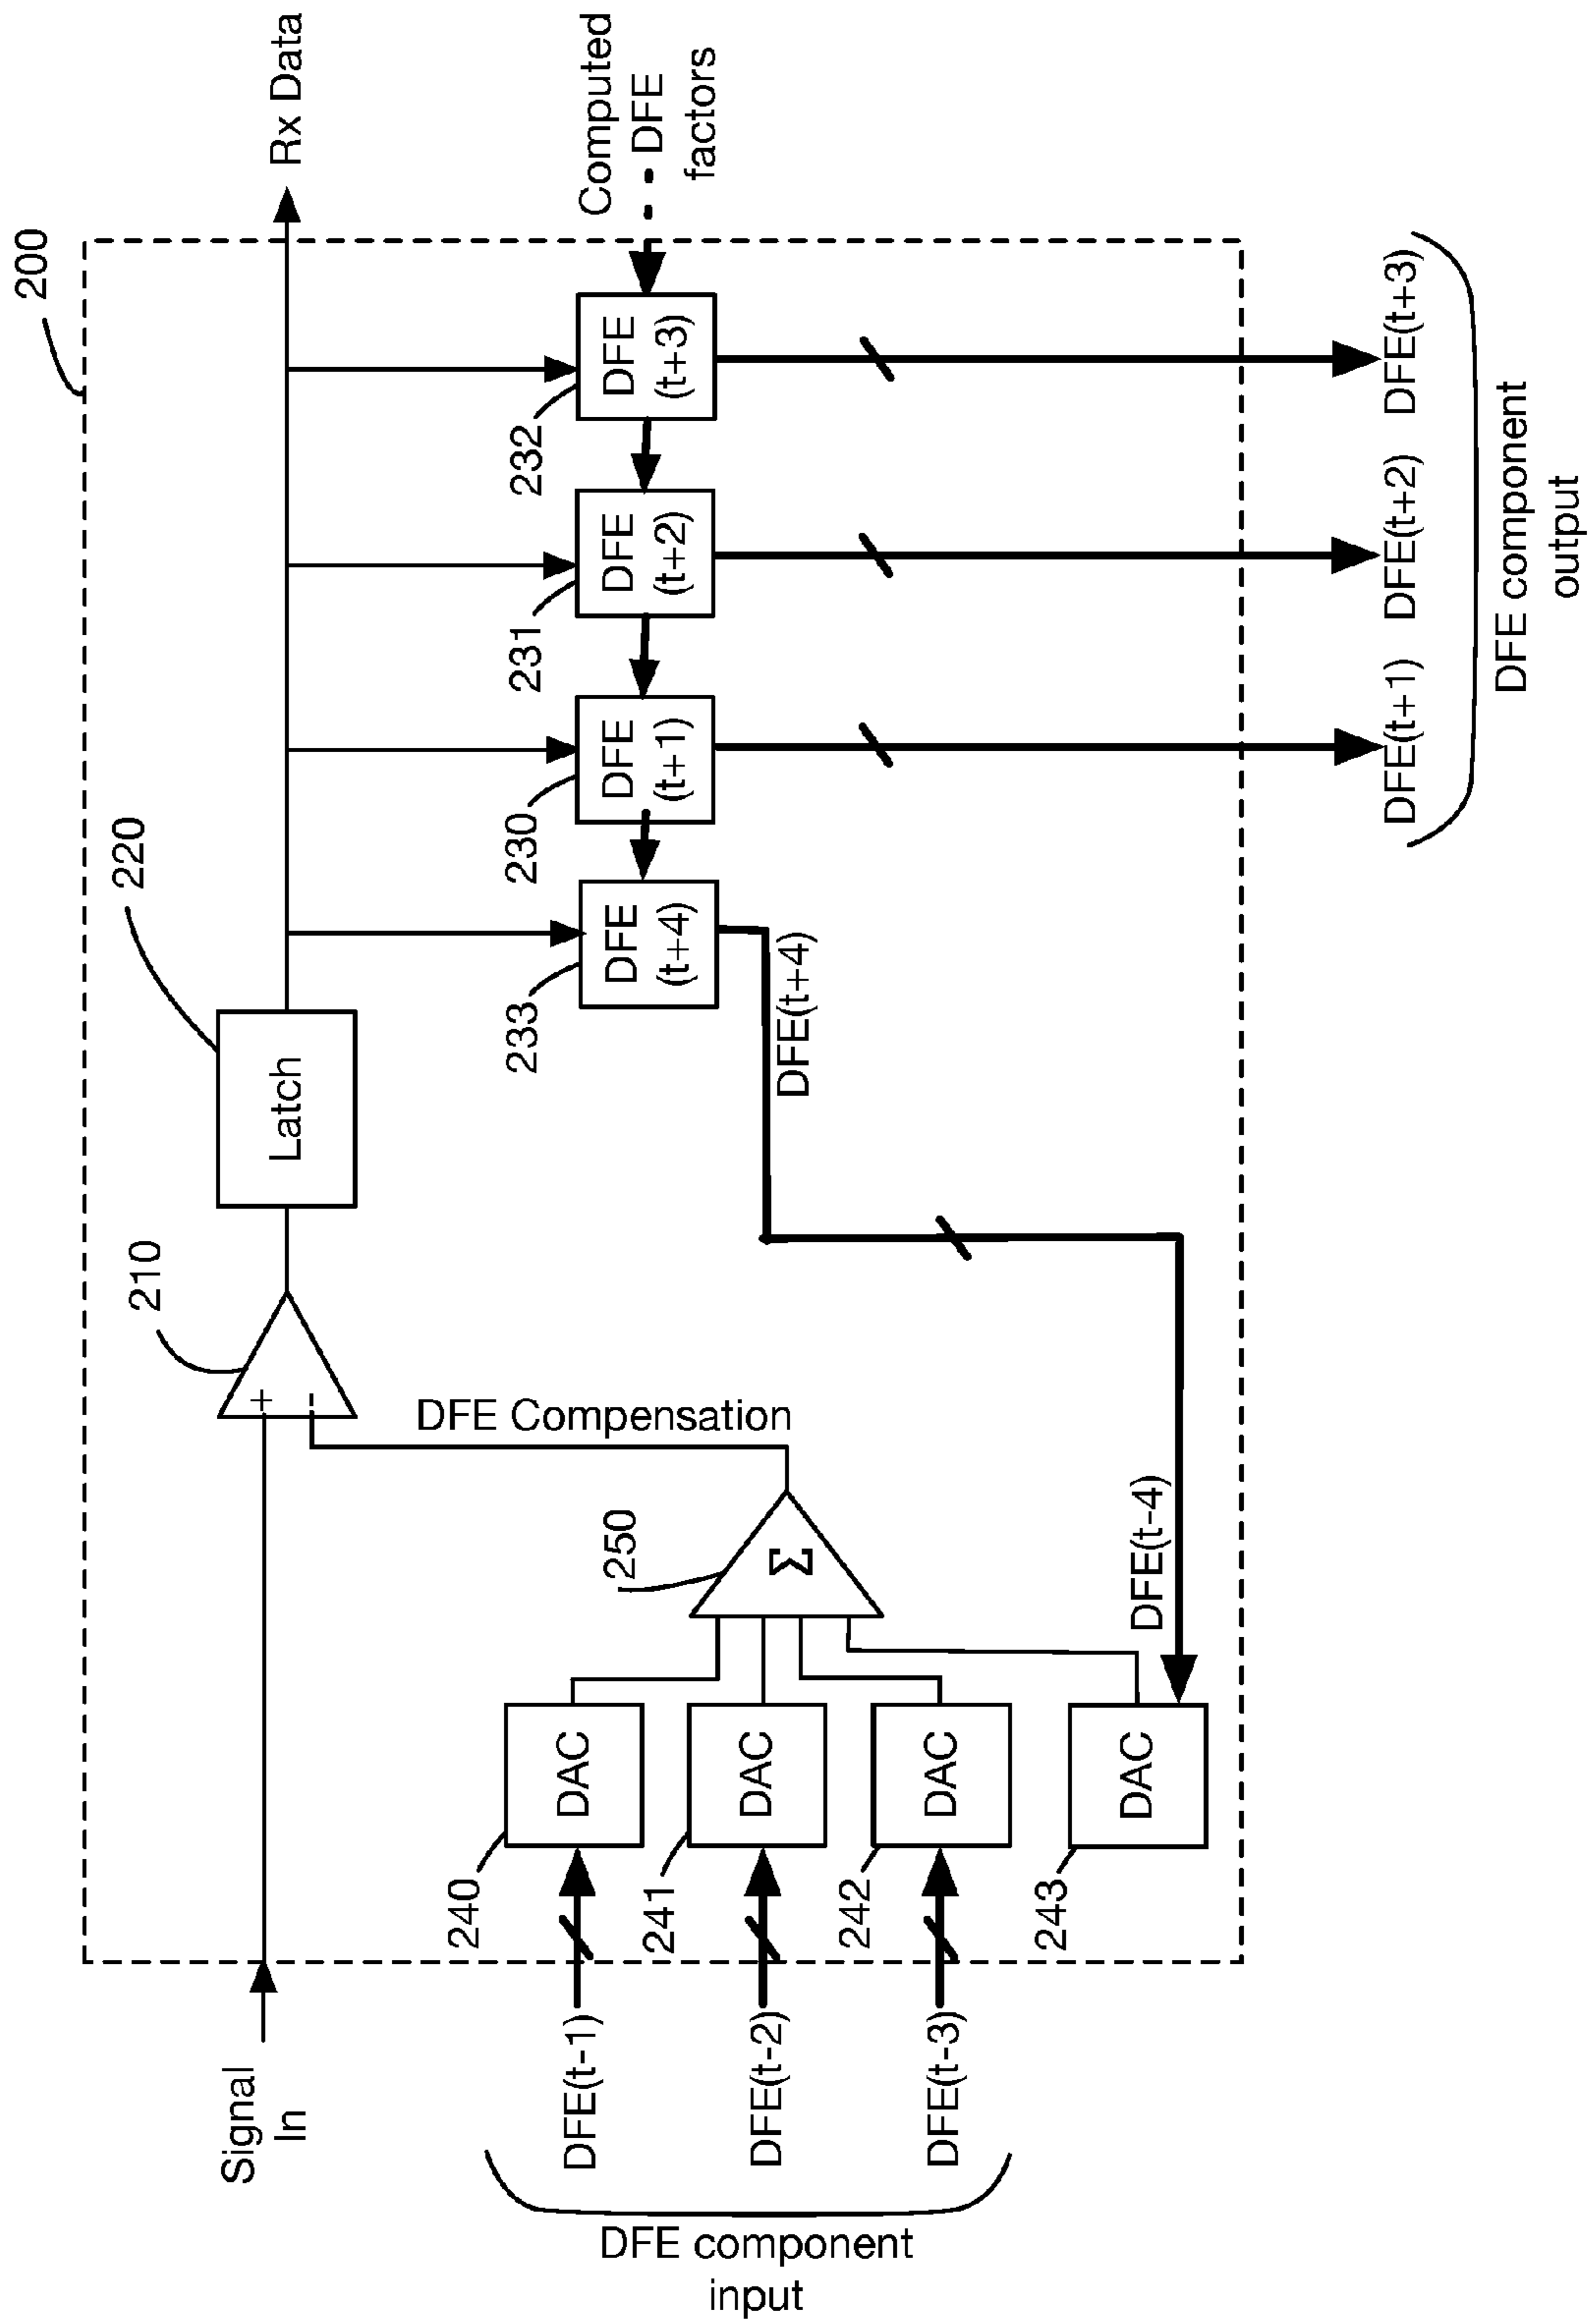 200
Signal
In
210
+
-
220
Latch
Rx Data
DFE Compensation
250
Σ
240
DAC
241
DAC
242
DAC
243
DAC
DFE(t-1)
DFE(t-2)
DFE(t-3)
DFE component
input
DFE(t-4)
DFE(t+4)
233
DFE
(t+4)
230
DFE
(t+1)
231
DFE
(t+2)
232
DFE
(t+3)
Computed
DFE
factors
DFE(t+1)
DFE(t+2)
DFE(t+3)
DFE component
output